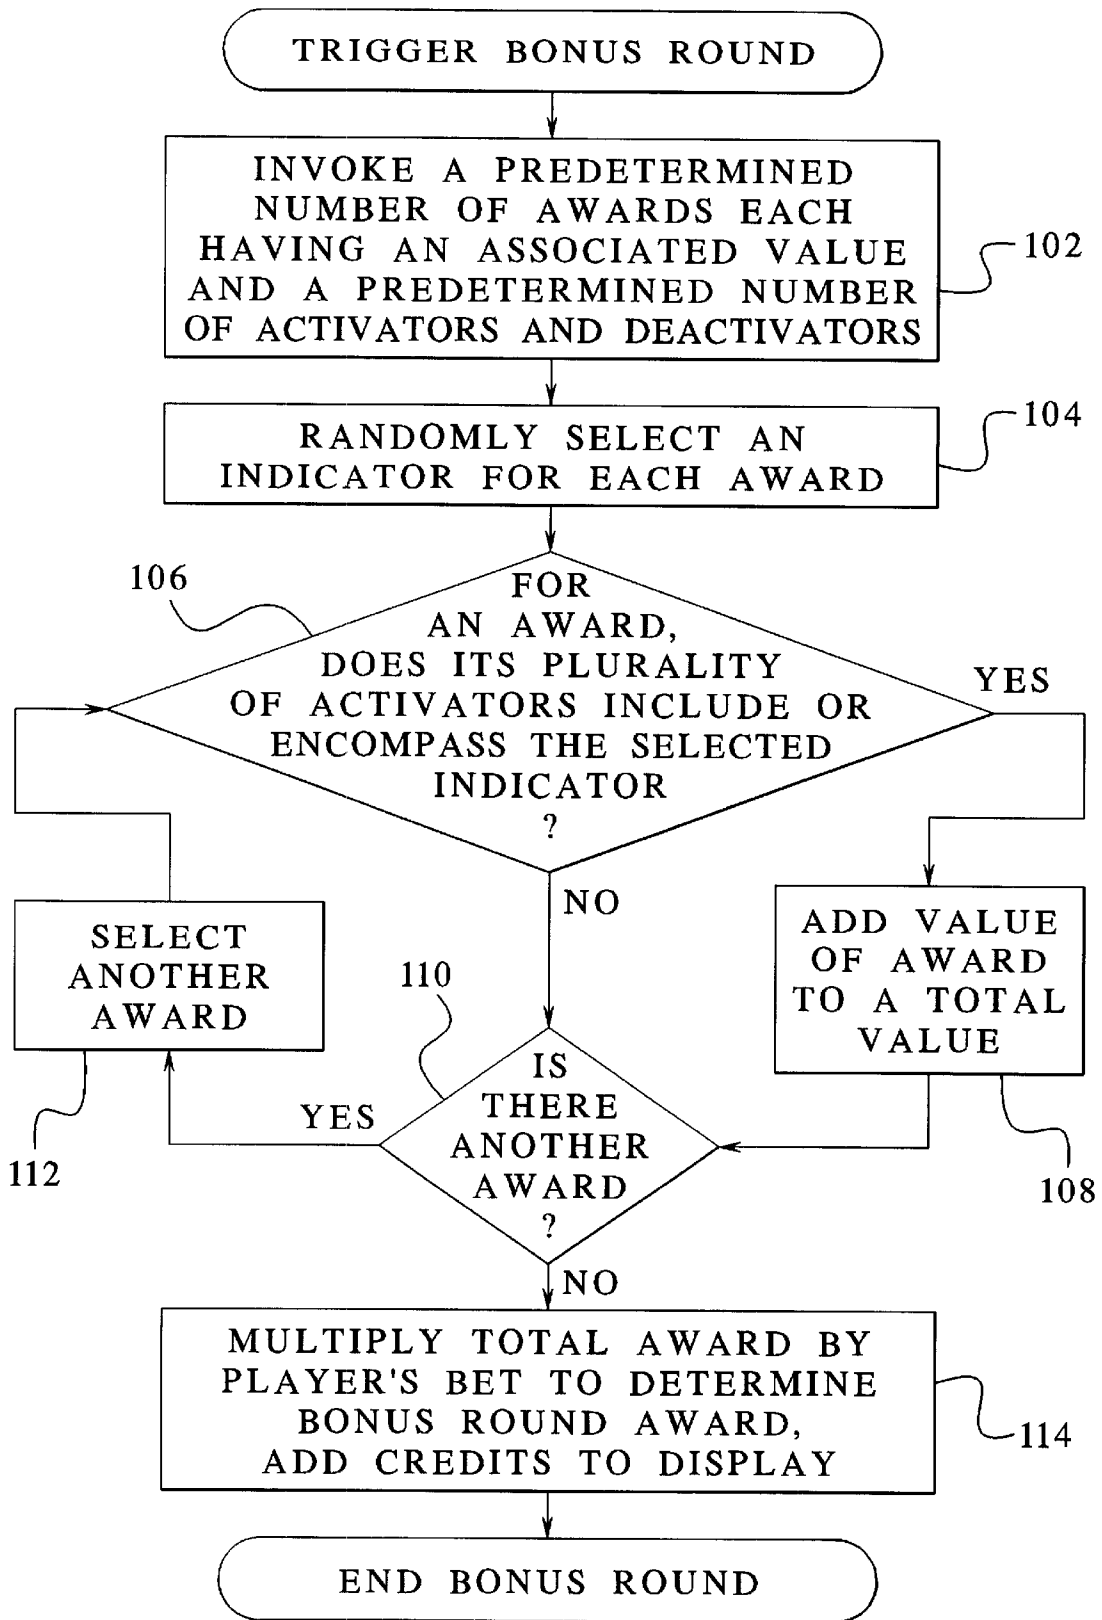 TRIGGER BONUS ROUND
INVOKE A PREDETERMINED
NUMBER OF AWARDS EACH
HAVING AN ASSOCIATED VALUE
AND A PREDETERMINED NUMBER
OF ACTIVATORS AND DEACTIVATORS
102
RANDOMLY SELECT AN
INDICATOR FOR EACH AWARD
104
106
FOR
AN AWARD,
DOES ITS PLURALITY
OF ACTIVATORS INCLUDE OR
ENCOMPASS THE SELECTED
INDICATOR
?
YES
NO
ADD VALUE
OF AWARD
TO A TOTAL
VALUE
108
SELECT
ANOTHER
AWARD
112
110
IS
THERE
ANOTHER
AWARD
?
YES
NO
MULTIPLY TOTAL AWARD BY
PLAYER'S BET TO DETERMINE
BONUS ROUND AWARD,
ADD CREDITS TO DISPLAY
114
END BONUS ROUND